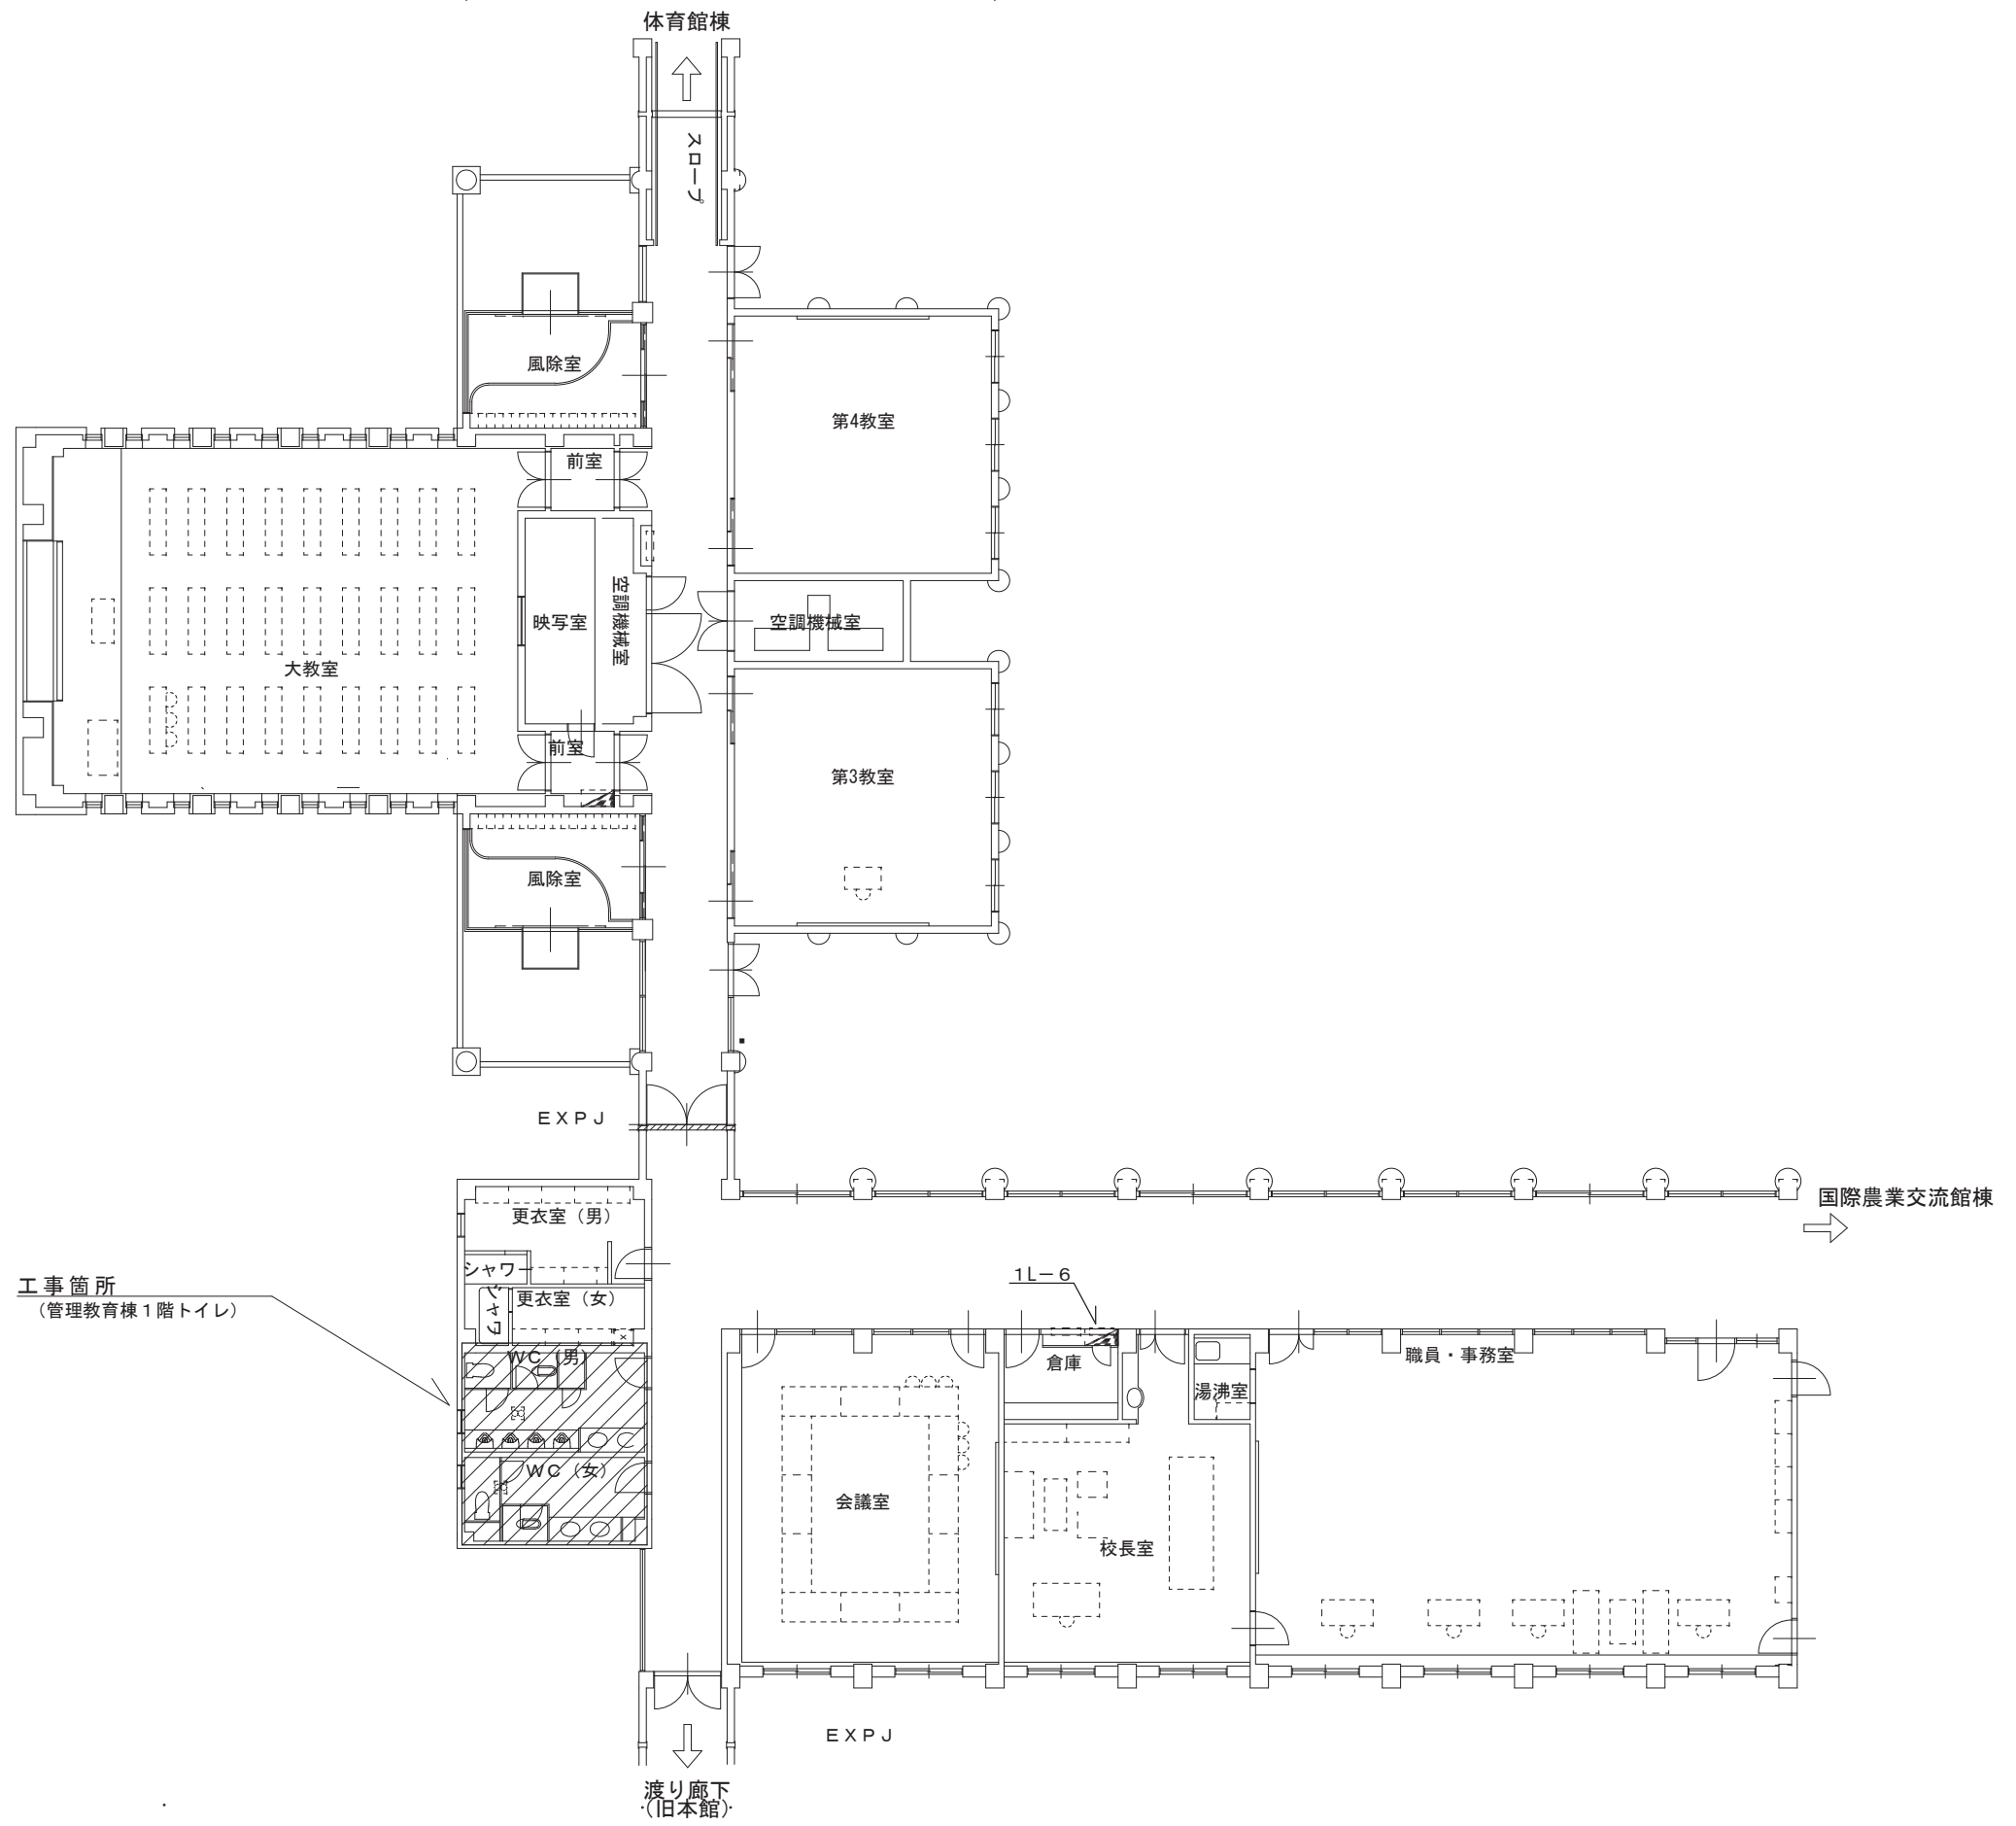 体育館棟
スロープ
風除室
第4教室
前室
映写室
空調機械室
空調機械室
大教室
前室
第3教室
風除室
ＥＸＰＪ
国際農業交流館棟
更衣室（男）
シャワー
更衣室（女）
シャワ
工事箇所
（管理教育棟１階トイレ）
1L－6
ＷＣ（男）
倉庫
職員・事務室
湯沸室
ＷＣ（女）
会議室
校長室
ＥＸＰＪ
渡り廊下
(旧本館)